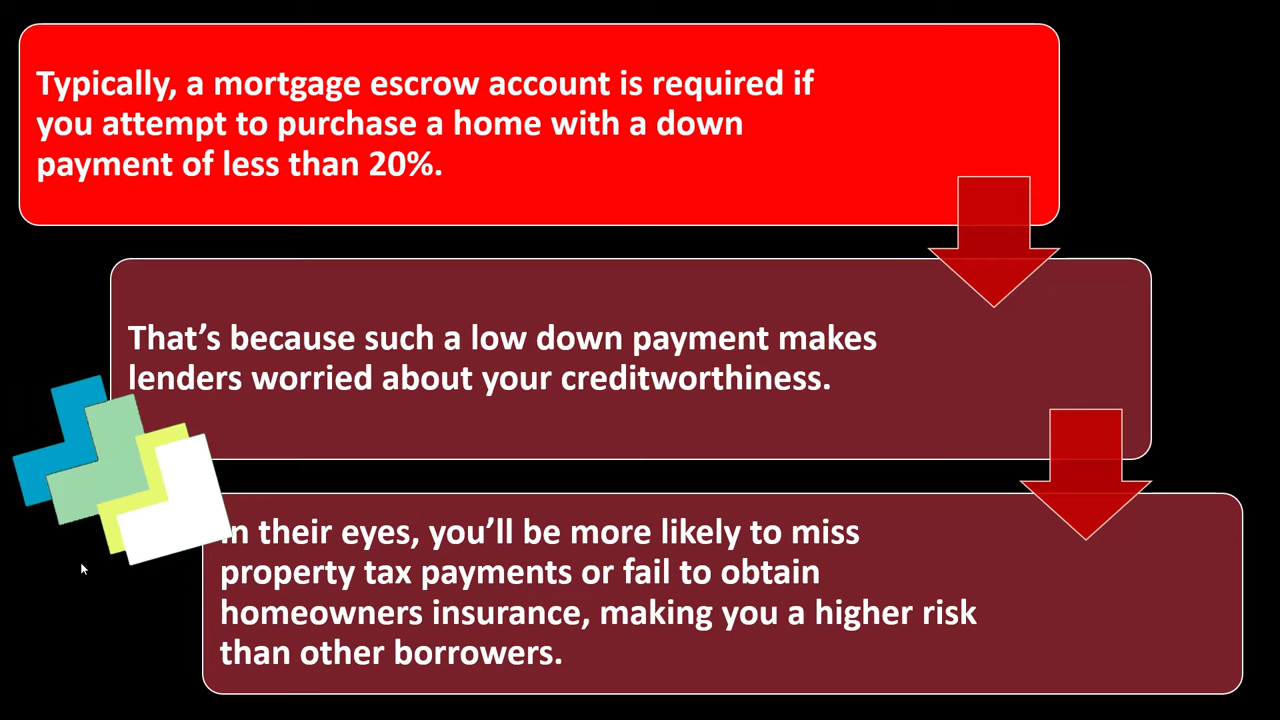 Typically, a mortgage escrow account is required if
you attempt to purchase a home with a down
payment of less than 20%.
That’s because such a low down payment makes
lenders worried about your creditworthiness.
In their eyes, you’ll be more likely to miss
property tax payments or fail to obtain
homeowners insurance, making you a higher risk
than other borrowers.